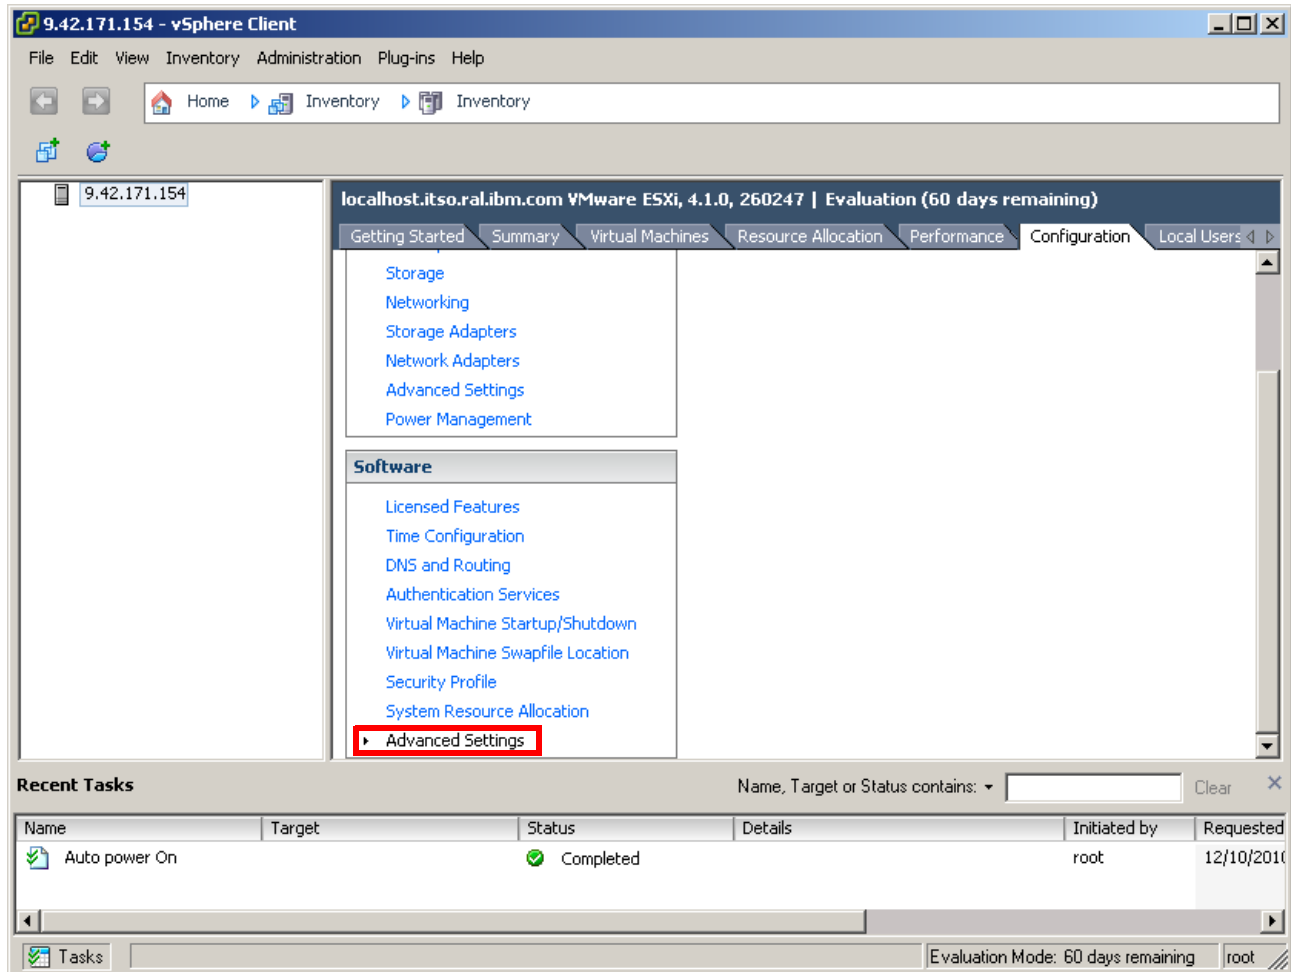 9.42.171.154 - vSphere Client
File Edit View Inventory Administration Plug-ins Help
Home Inventory Inventory
9.42.171.154
localhost.itso.ral.ibm.com VMware ESXi, 4.1.0, 260247 | Evaluation (60 days remaining)
Getting Started Summary Virtual Machines Resource Allocation Performance Configuration Local Users
Storage
Networking
Storage Adapters
Network Adapters
Advanced Settings
Power Management
Software
Licensed Features
Time Configuration
DNS and Routing
Authentication Services
Virtual Machine Startup/Shutdown
Virtual Machine Swapfile Location
Security Profile
System Resource Allocation
Advanced Settings
Recent Tasks
Name, Target or Status contains: Clear
Name Target Status Details Initiated by Requested
Auto power On Completed root 12/10/2010
Tasks Evaluation Mode: 60 days remaining root